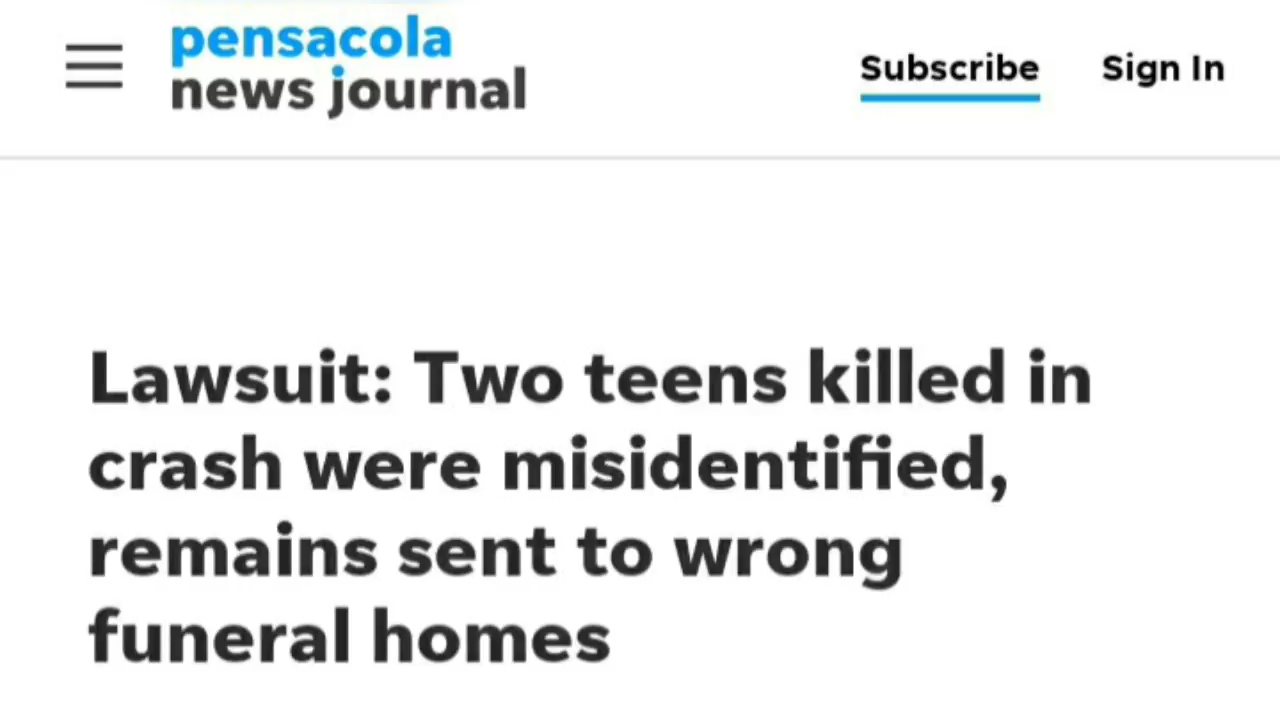 pensacola
news journal
Subscribe
Sign In
Lawsuit: Two teens killed in
crash were misidentified,
remains sent to wrong
funeral homes